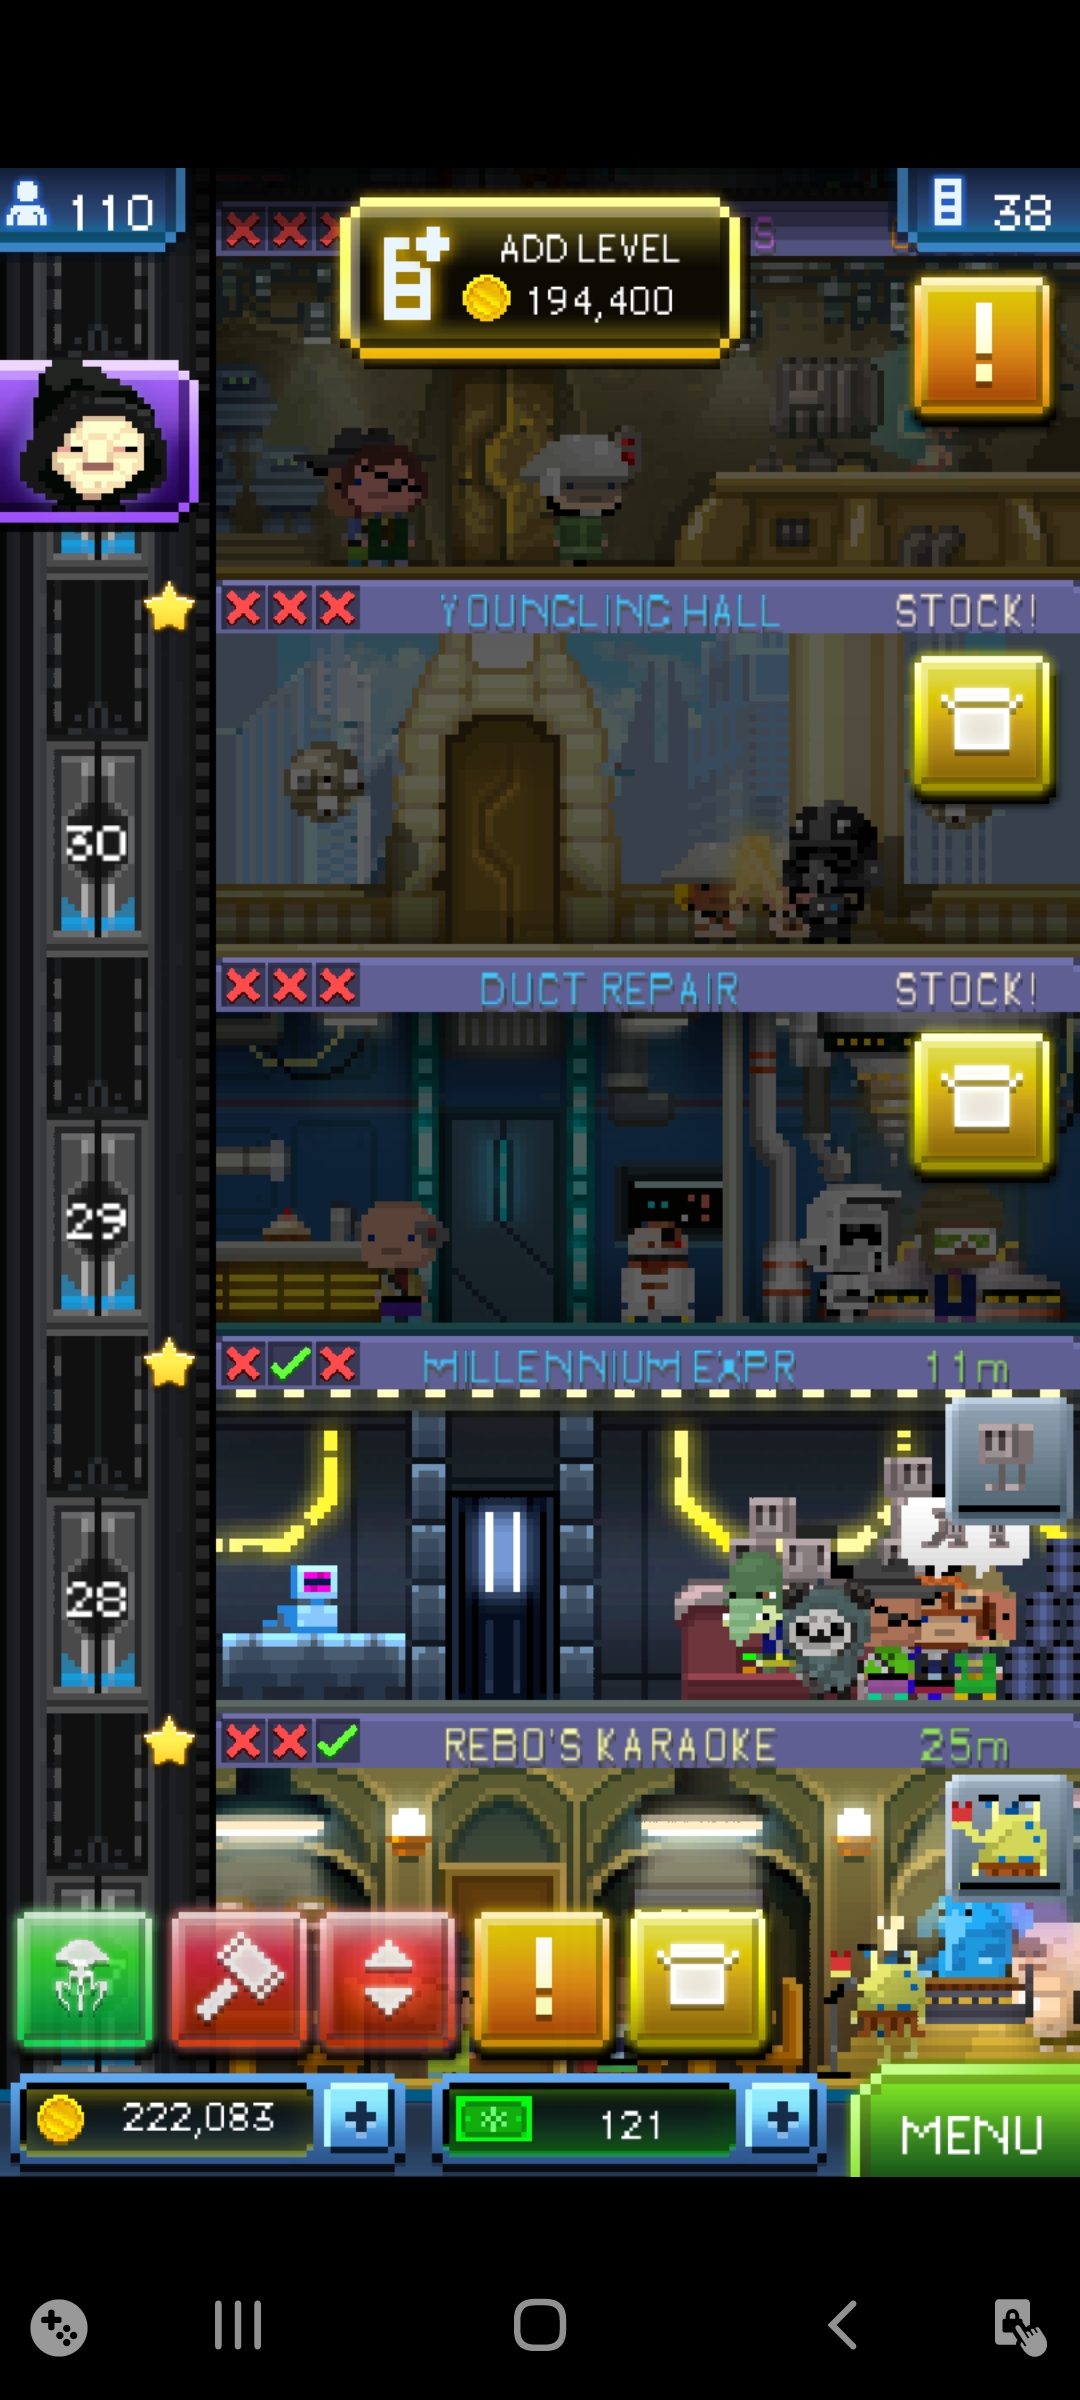 110
38
ADD LEVEL
194,400
S
YOUNGLING HALL STOCK!
30
DUCT REPAIR STOCK!
29
MILLENNIUM EXPR 11m
28
REBO'S KARAOKE 25m
222,083
121
MENU